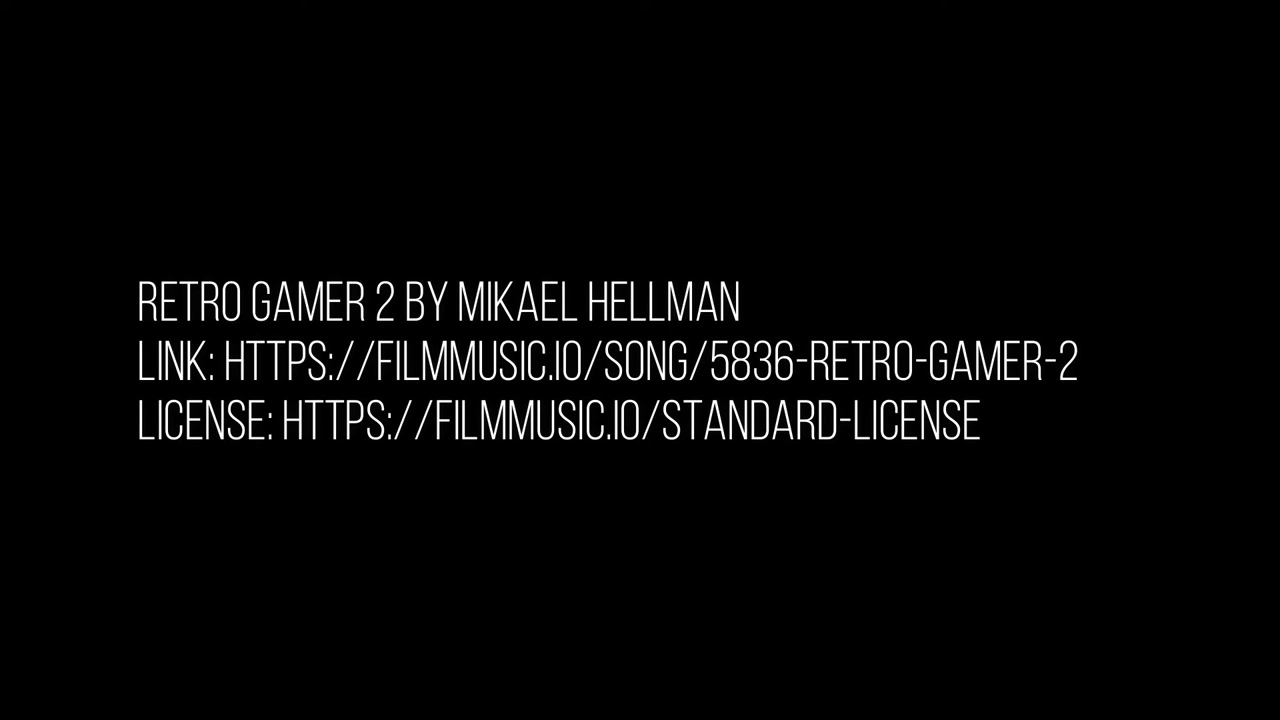 RETRO GAMER 2 BY MIKAEL HELLMAN
LINK: HTTPS://FILMMUSIC.IO/SONG/5836-RETRO-GAMER-2
LICENSE: HTTPS://FILMMUSIC.IO/STANDARD-LICENSE